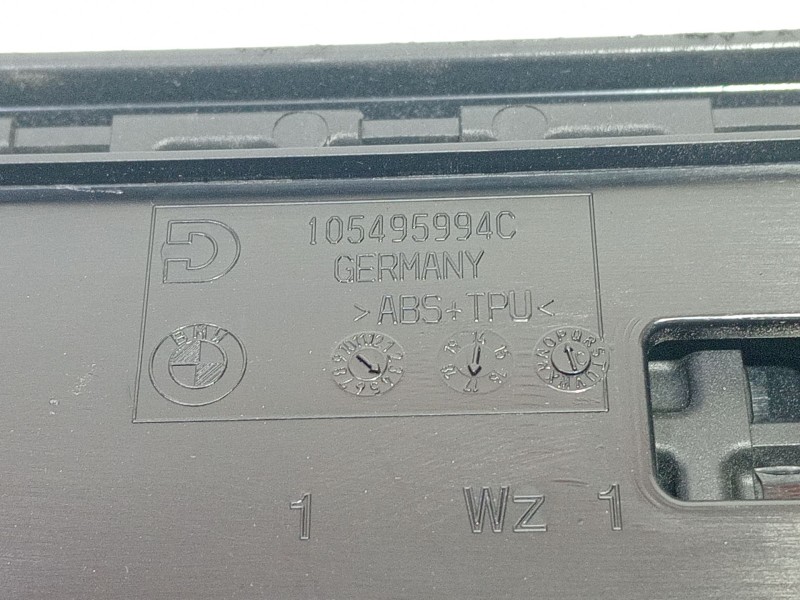 105495994C
GERMANY
>ABS+TPU<
BMW
1 Wz 1